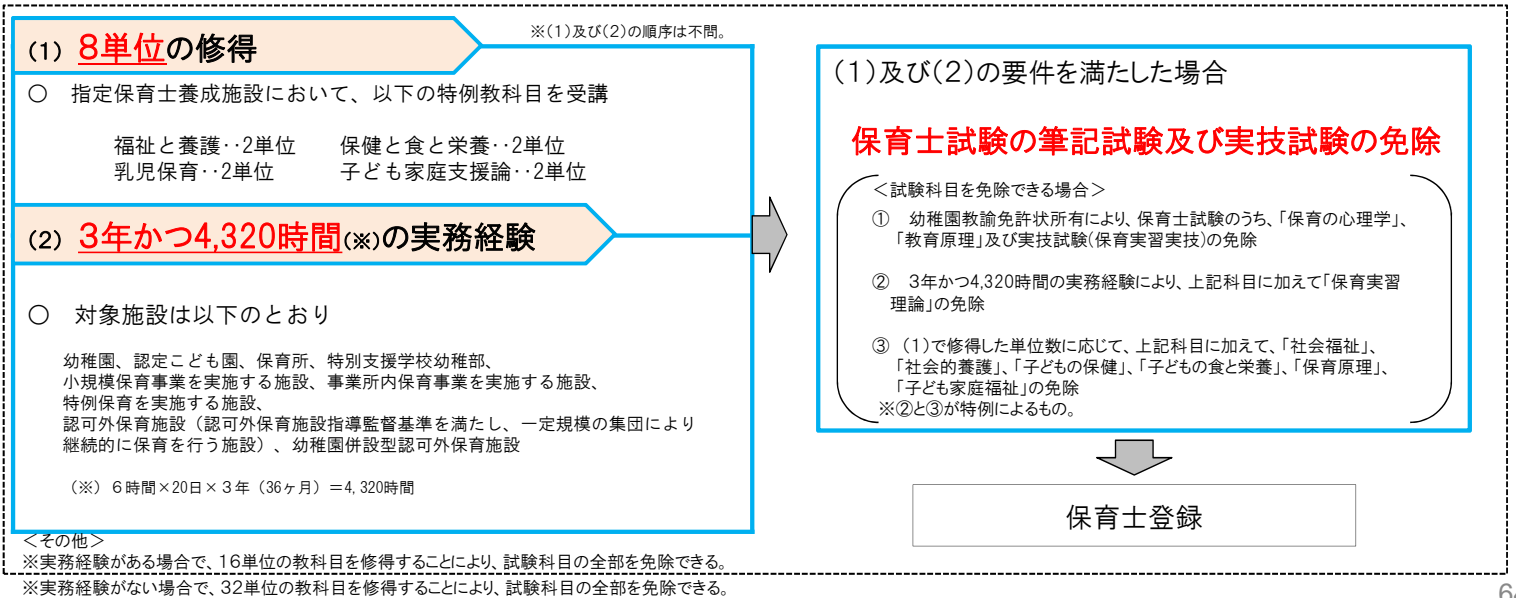 (1) 8単位の修得
※(1)及び(2)の順序は不問。
○ 指定保育士養成施設において、以下の特例教科目を受講
福祉と養護‥2単位 保健と食と栄養‥2単位
乳児保育‥2単位 子ども家庭支援論‥2単位
(2) 3年かつ4,320時間(※)の実務経験
○ 対象施設は以下のとおり
幼稚園、認定こども園、保育所、特別支援学校幼稚部、
小規模保育事業を実施する施設、事業所内保育事業を実施する施設、
特例保育を実施する施設、
認可外保育施設（認可外保育施設指導監督基準を満たし、一定規模の集団により
継続的に保育を行う施設）、幼稚園併設型認可外保育施設
（※）６時間×20日×３年（36ヶ月）＝4,320時間
(1)及び(2)の要件を満たした場合
保育士試験の筆記試験及び実技試験の免除
＜試験科目を免除できる場合＞
① 幼稚園教諭免許状所有により、保育士試験のうち、「保育の心理学」、
「教育原理」及び実技試験(保育実習実技)の免除
② 3年かつ4,320時間の実務経験により、上記科目に加えて「保育実習
理論」の免除
③ (1)で修得した単位数に応じて、上記科目に加えて、「社会福祉」、
「社会的養護」、「子どもの保健」、「子どもの食と栄養」、「保育原理」、
「子ども家庭福祉」の免除
※②と③が特例によるもの。
保育士登録
＜その他＞
※実務経験がある場合で、16単位の教科目を修得することにより、試験科目の全部を免除できる。
※実務経験がない場合で、32単位の教科目を修得することにより、試験科目の全部を免除できる。